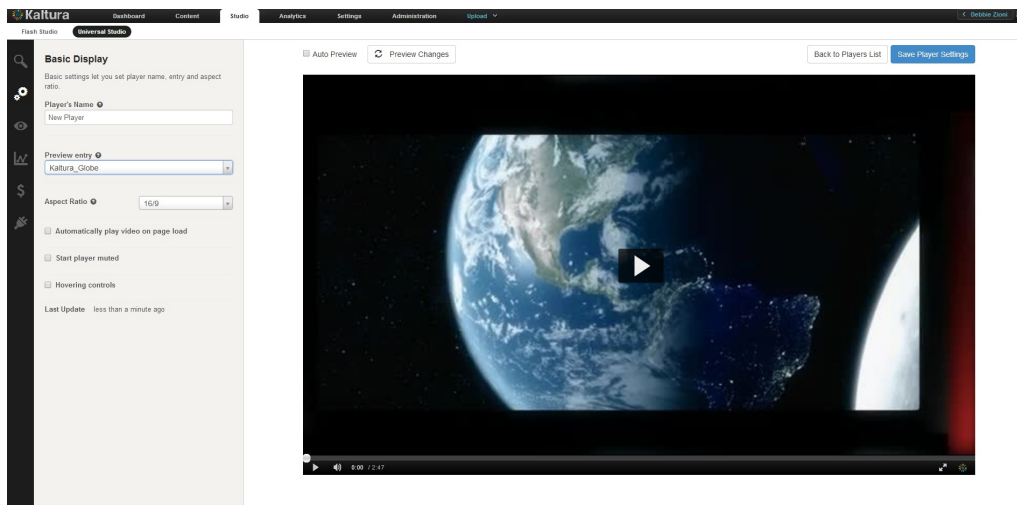 Kaltura Dashboard Content Studio Analytics Settings Administration Upload Debbie Zioni
Flash Studio Universal Studio
Basic Display
Basic settings let you set player name, entry and aspect
ratio.
Player's Name
New Player
Preview entry
Kaltura_Globe
Aspect Ratio 16/9
Automatically play video on page load
Start player muted
Hovering controls
Last Update less than a minute ago
Auto Preview Preview Changes Back to Players List Save Player Settings
0:00 / 2:47